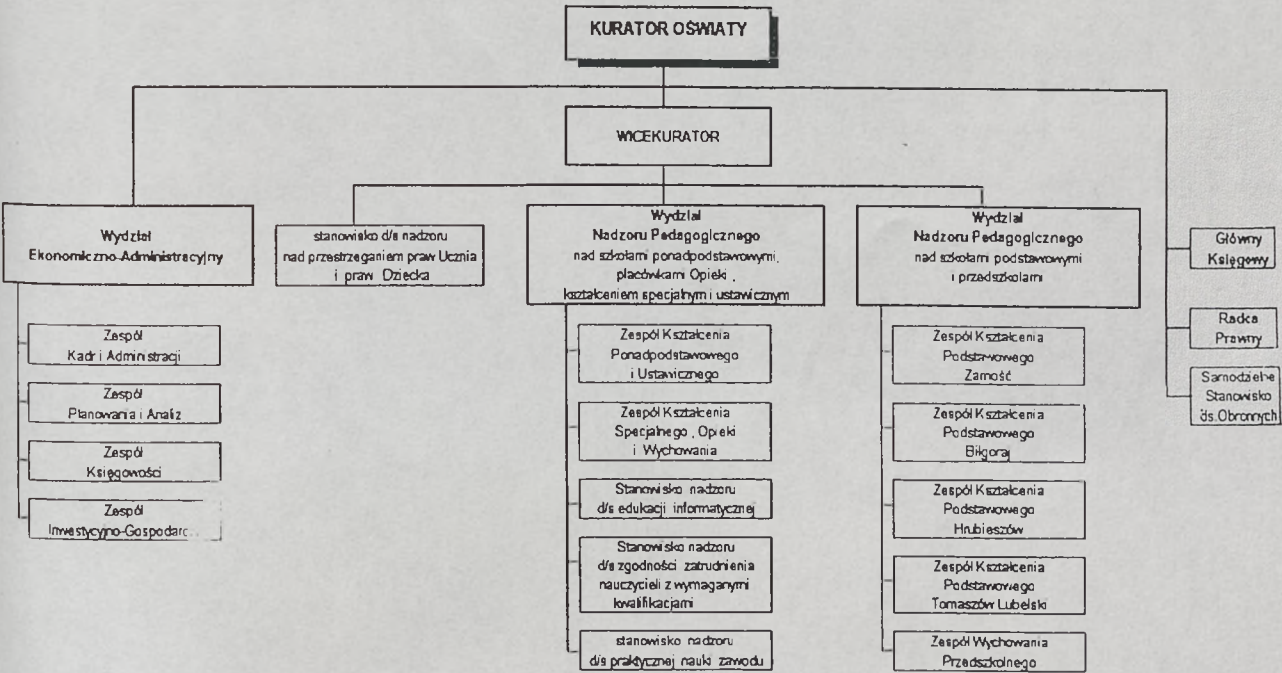 KURATOR OŚWIATY
WICEKURATOR
Wydział
Ekonomiczno-Administracyjny
Zespół
Kadr i Administracji
Zespół
Planowania i Analiz
Zespół
Księgowości
Zespół
stanowisko d/s nadzoru
nad przestrzeganiem praw Ucznia
i praw Dziecka
Wydział
Nadzoru Pedagogicznego
nad szkołami ponadpodstawowymi,
placówkami Opieki,
kształceniem specjalnym i ustawicznym
Zespół Kształcenia
Ponadpodstawowego
i Ustawicznego
Zespół Kształcenia
Specjalnego, Opieki
i Wychowania
Stanowisko nadzoru
d/s edukacji informatycznej
Stanowisko nadzoru
d/s zgodności zatrudnienia
nauczycieli z wymaganymi
kwalifikacjami
stanowisko nadzoru
d/s praktycznej nauki zawodu
Wydział
Nadzoru Pedagogicznego
nad szkołami podstawowymi
i przedszkolami
Zespół Kształcenia
Podstawowego
Zamość
Zespół Kształcenia
Podstawowego
Biłgoraj
Zespół Kształcenia
Podstawowego
Hrubieszów
Zespół Kształcenia
Podstawowego
Tomaszów Lubelski
Zespół Wychowania
Przedszkolnego
Główny
Księgowy
Radca
Prawny
Samodzielne
Stanowisko
ds. Obronnych